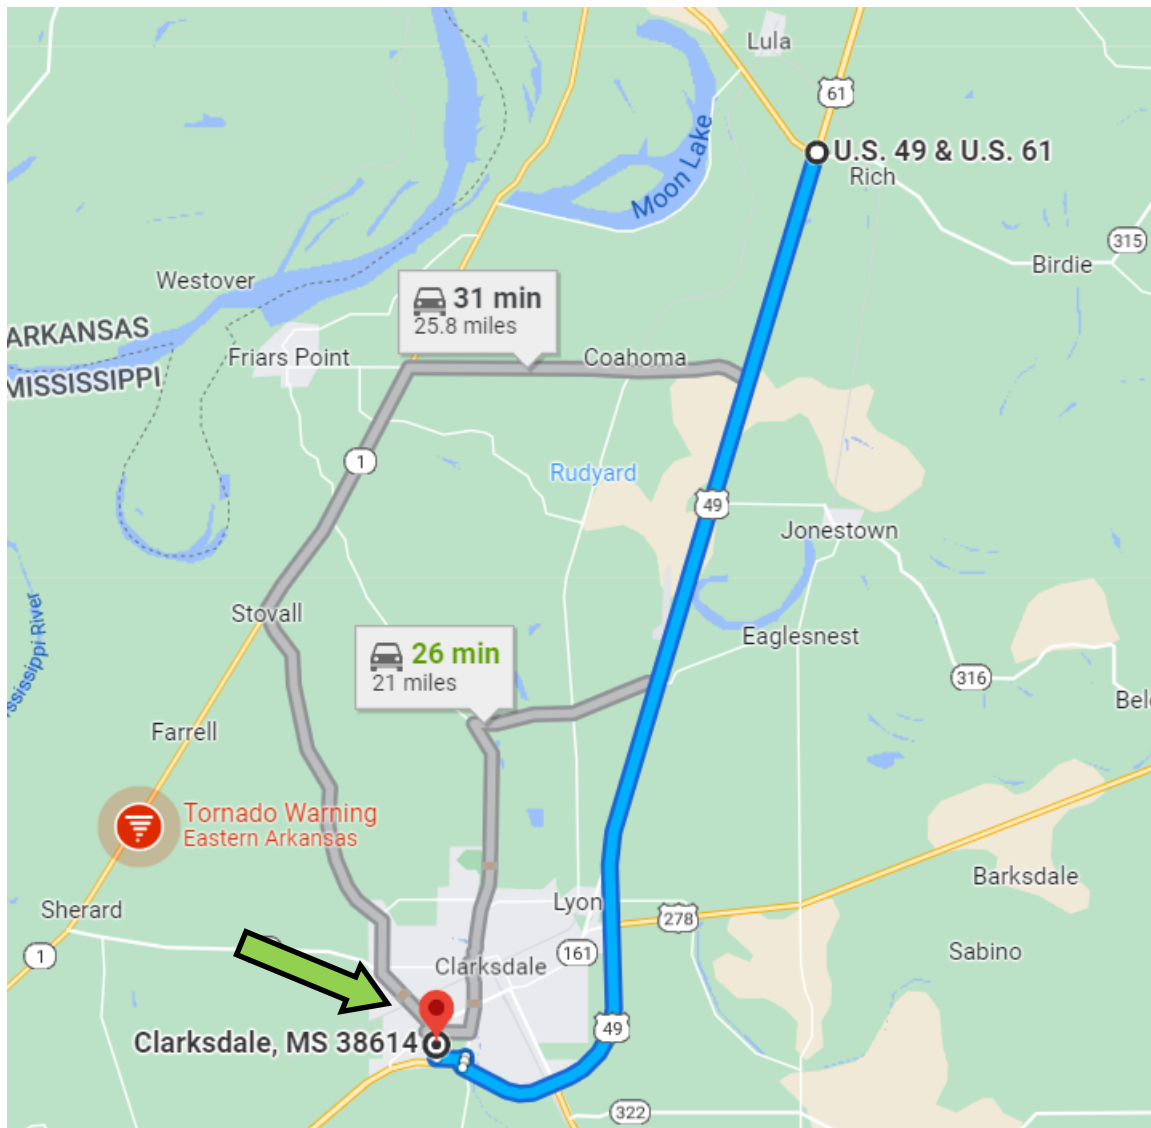 Lula
61
U.S. 49 & U.S. 61
Rich
Moon Lake
315
Birdie
Westover
31 min
25.8 miles
ARKANSAS
MISSISSIPPI
Friars Point
Coahoma
1
Rudyard
49
Jonestown
Stovall
Eaglesnest
26 min
21 miles
316
River
Farrell
Tornado Warning
Eastern Arkansas
Barksdale
Sherard
Lyon
278
161
Sabino
1
Clarksdale
49
Clarksdale, MS 38614
322